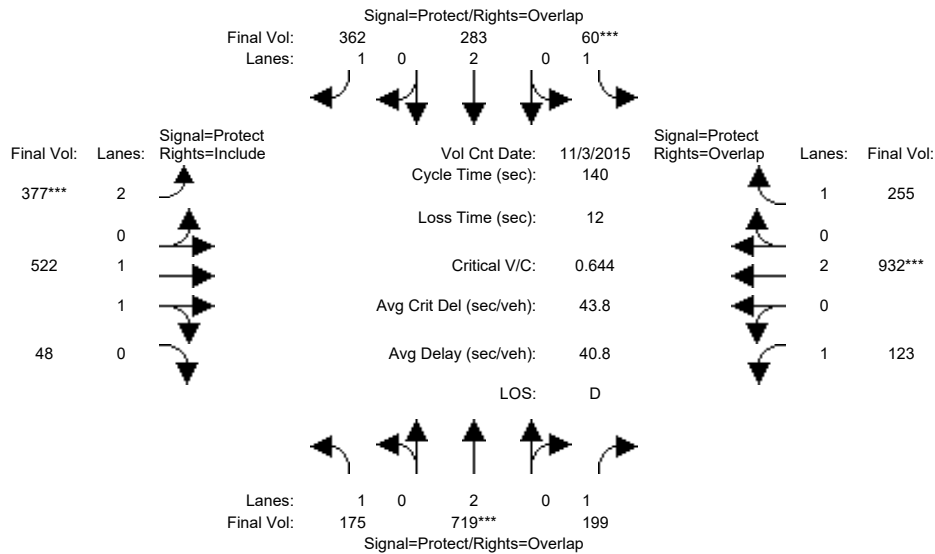 Signal=Protect/Rights=Overlap
Final Vol: 362 283 60***
Lanes: 1 0 2 0 1
Signal=Protect Signal=Protect
Final Vol: Lanes: Rights=Include Vol Cnt Date: 11/3/2015 Rights=Overlap Lanes: Final Vol:
Cycle Time (sec): 140
377*** 2 1 255
Loss Time (sec): 12
0 0
522 1 Critical V/C: 0.644 2 932***
1 Avg Crit Del (sec/veh): 43.8 0
48 0 Avg Delay (sec/veh): 40.8 1 123
LOS: D
Lanes: 1 0 2 0 1
Final Vol: 175 719*** 199
Signal=Protect/Rights=Overlap